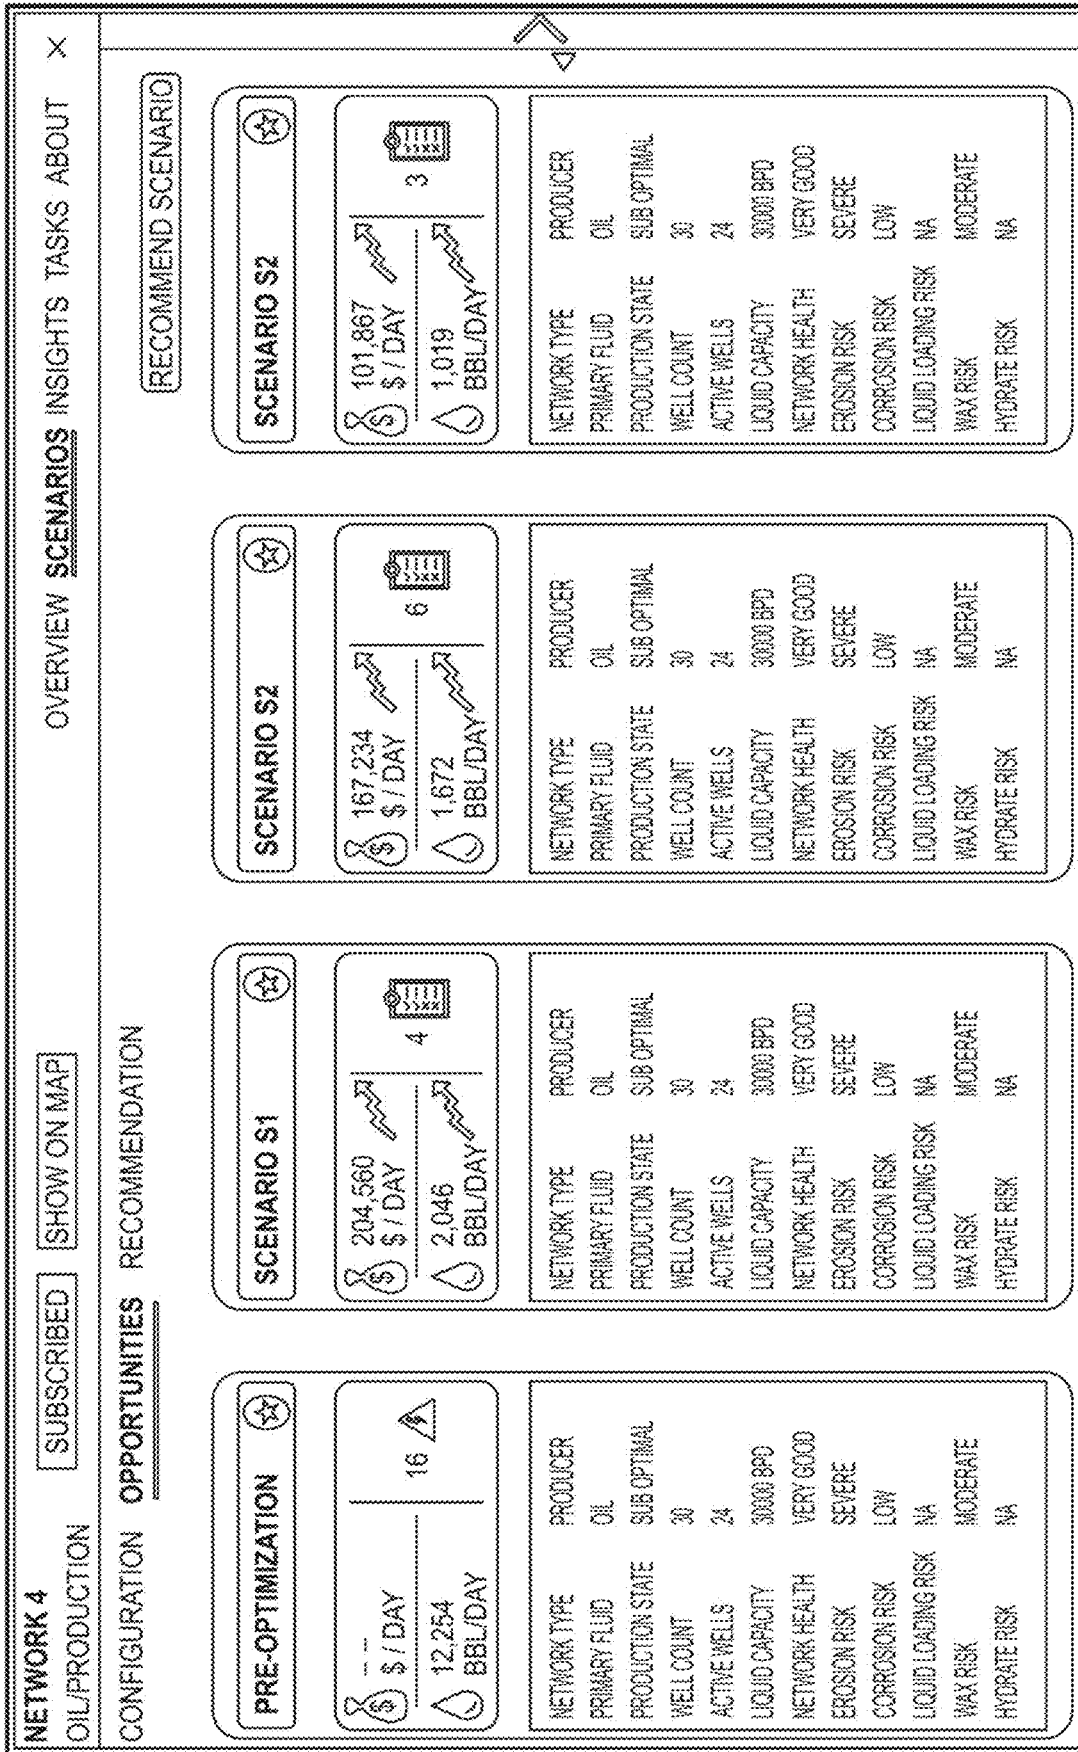 NETWORK 4
OIL/PRODUCTION
SUBSCRIBED
SHOW ON MAP
OVERVIEW SCENARIOS INSIGHTS TASKS ABOUT X
CONFIGURATION OPPORTUNITIES RECOMMENDATION
RECOMMEND SCENARIO
PRE-OPTIMIZATION
$
-- --
$ / DAY
12,254
BBL/DAY
16
NETWORK TYPE PRODUCER
PRIMARY FLUID OIL
PRODUCTION STATE SUB OPTIMAL
WELL COUNT 30
ACTIVE WELLS 24
LIQUID CAPACITY 30000 BPD
NETWORK HEALTH VERY GOOD
EROSION RISK SEVERE
CORROSION RISK LOW
LIQUID LOADING RISK NA
WAX RISK MODERATE
HYDRATE RISK NA
SCENARIO S1
$
204,560
$ / DAY
2,046
BBL/DAY
4
NETWORK TYPE PRODUCER
PRIMARY FLUID OIL
PRODUCTION STATE SUB OPTIMAL
WELL COUNT 30
ACTIVE WELLS 24
LIQUID CAPACITY 30000 BPD
NETWORK HEALTH VERY GOOD
EROSION RISK SEVERE
CORROSION RISK LOW
LIQUID LOADING RISK NA
WAX RISK MODERATE
HYDRATE RISK NA
SCENARIO S2
$
167,234
$ / DAY
1,672
BBL/DAY
6
NETWORK TYPE PRODUCER
PRIMARY FLUID OIL
PRODUCTION STATE SUB OPTIMAL
WELL COUNT 30
ACTIVE WELLS 24
LIQUID CAPACITY 30000 BPD
NETWORK HEALTH VERY GOOD
EROSION RISK SEVERE
CORROSION RISK LOW
LIQUID LOADING RISK NA
WAX RISK MODERATE
HYDRATE RISK NA
SCENARIO S2
$
101,867
$ / DAY
1,019
BBL/DAY
3
NETWORK TYPE PRODUCER
PRIMARY FLUID OIL
PRODUCTION STATE SUB OPTIMAL
WELL COUNT 30
ACTIVE WELLS 24
LIQUID CAPACITY 30000 BPD
NETWORK HEALTH VERY GOOD
EROSION RISK SEVERE
CORROSION RISK LOW
LIQUID LOADING RISK NA
WAX RISK MODERATE
HYDRATE RISK NA